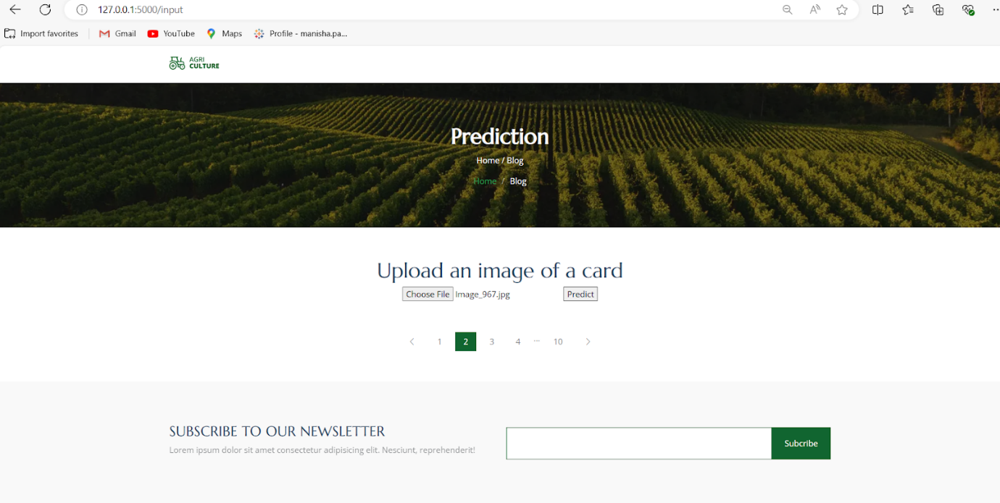 127.0.0.1:5000/input
Import favorites Gmail YouTube Maps Profile - manisha.pa...
AGRI
CULTURE
Prediction
Home / Blog
Home / Blog
Upload an image of a card
Choose File Image_967.jpg Predict
1 2 3 4 ... 10
SUBSCRIBE TO OUR NEWSLETTER
Lorem ipsum dolor sit amet consectetur adipisicing elit. Nesciunt, reprehenderit!
Subcribe